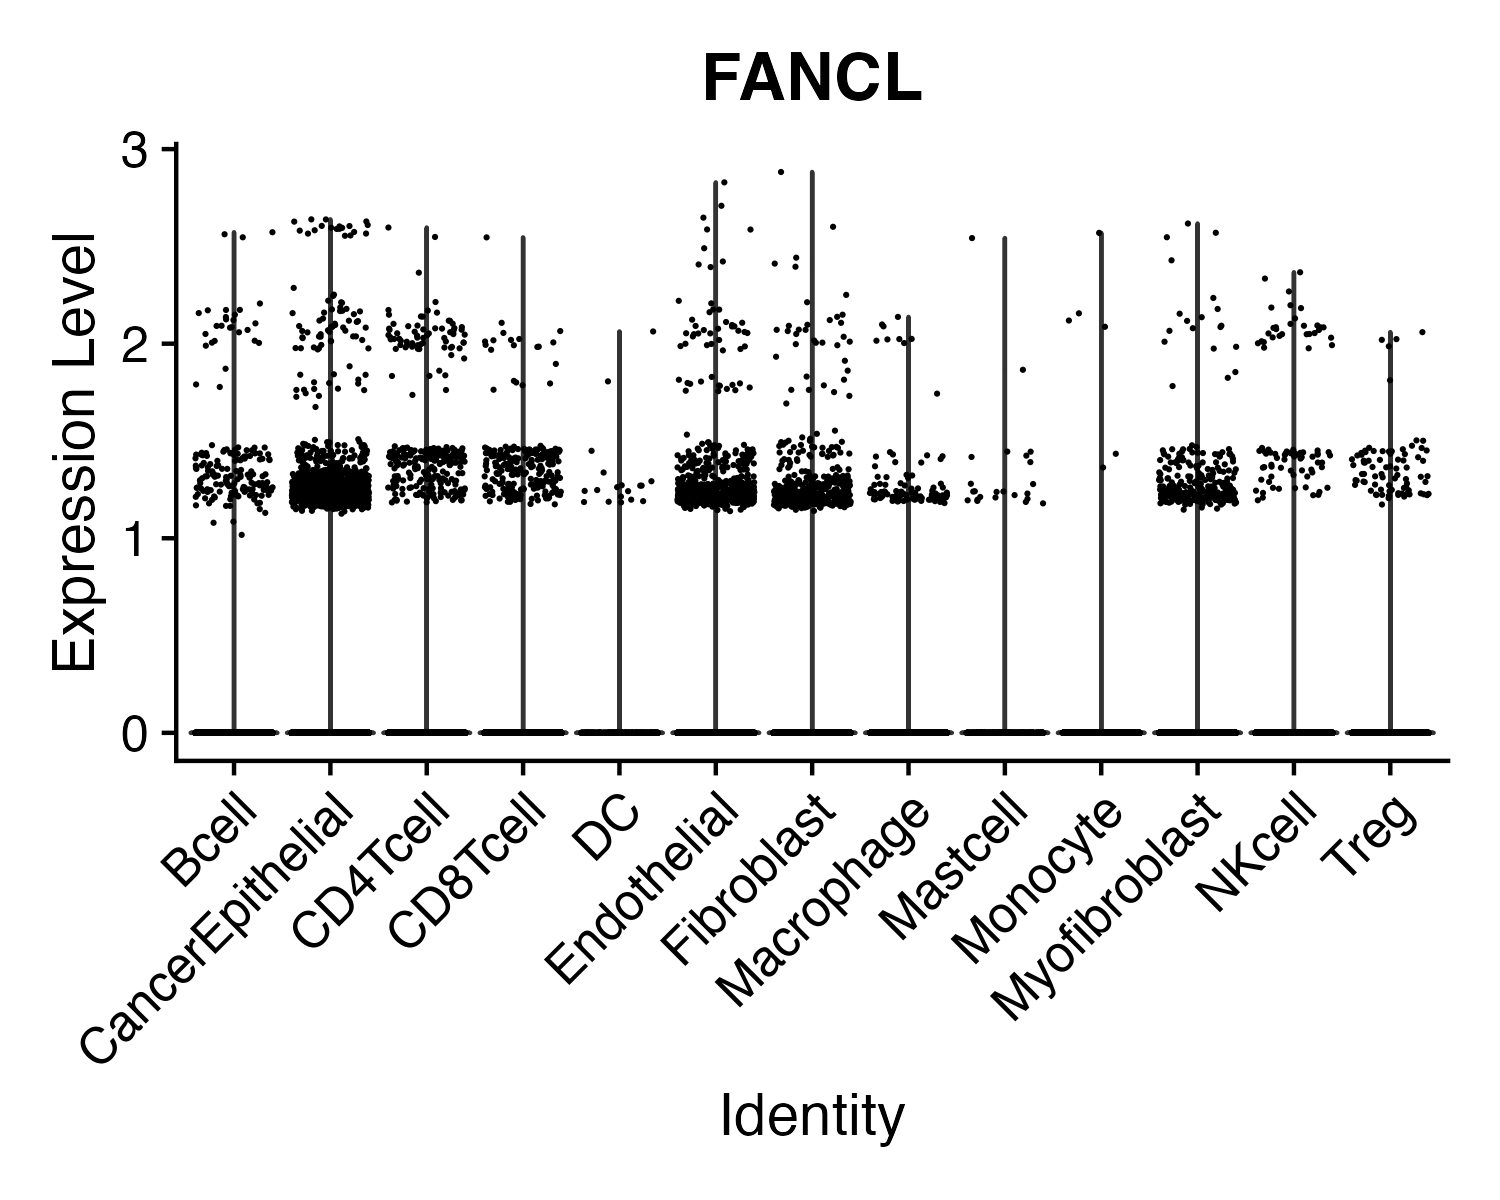 FANCL
Expression Level
3
2
1
0
Bcell
CancerEpithelial
CD4Tcell
CD8Tcell
DC
Endothelial
Fibroblast
Macrophage
Mastcell
Monocyte
Myofibroblast
NKcell
Treg
Identity